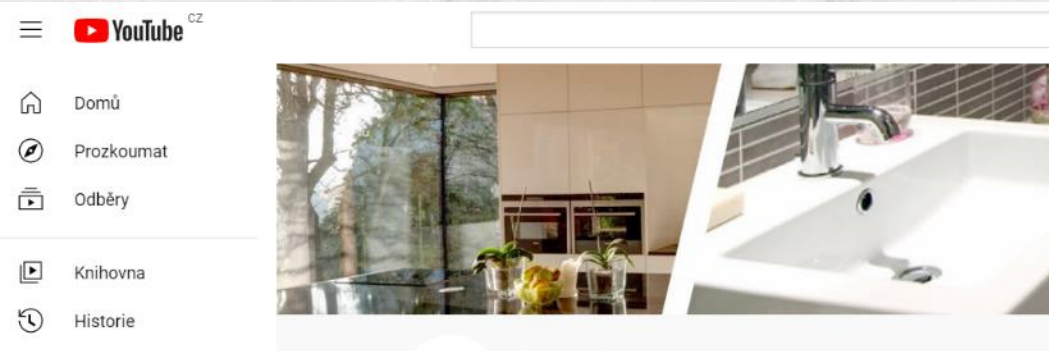 YouTube CZ
Domů
Prozkoumat
Odběry
Knihovna
Historie